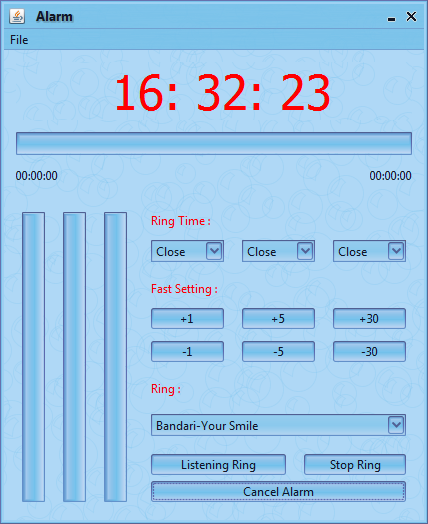 Alarm
File
16: 32: 23
00:00:00 00:00:00
Ring Time :
Close Close Close
Fast Setting :
+1 +5 +30
-1 -5 -30
Ring :
Bandari-Your Smile
Listening Ring Stop Ring
Cancel Alarm